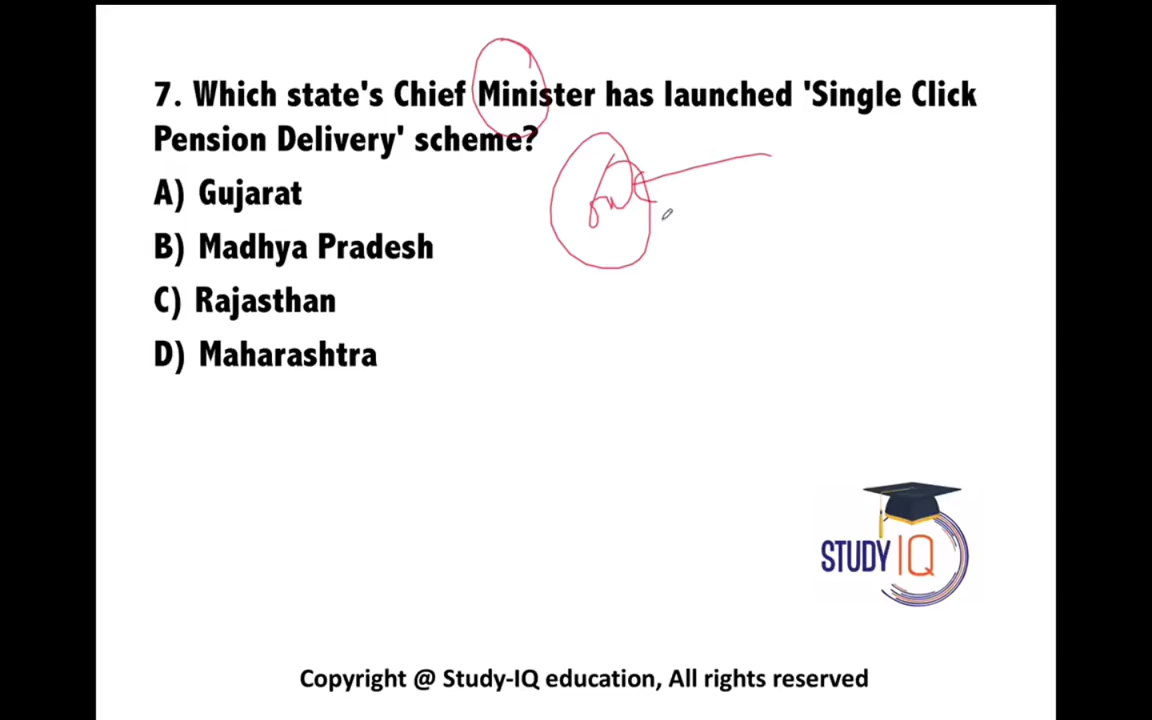 7. Which state's Chief Minister has launched 'Single Click
Pension Delivery' scheme?
A) Gujarat
B) Madhya Pradesh
C) Rajasthan
D) Maharashtra
STUDY IQ
Copyright @ Study-IQ education, All rights reserved